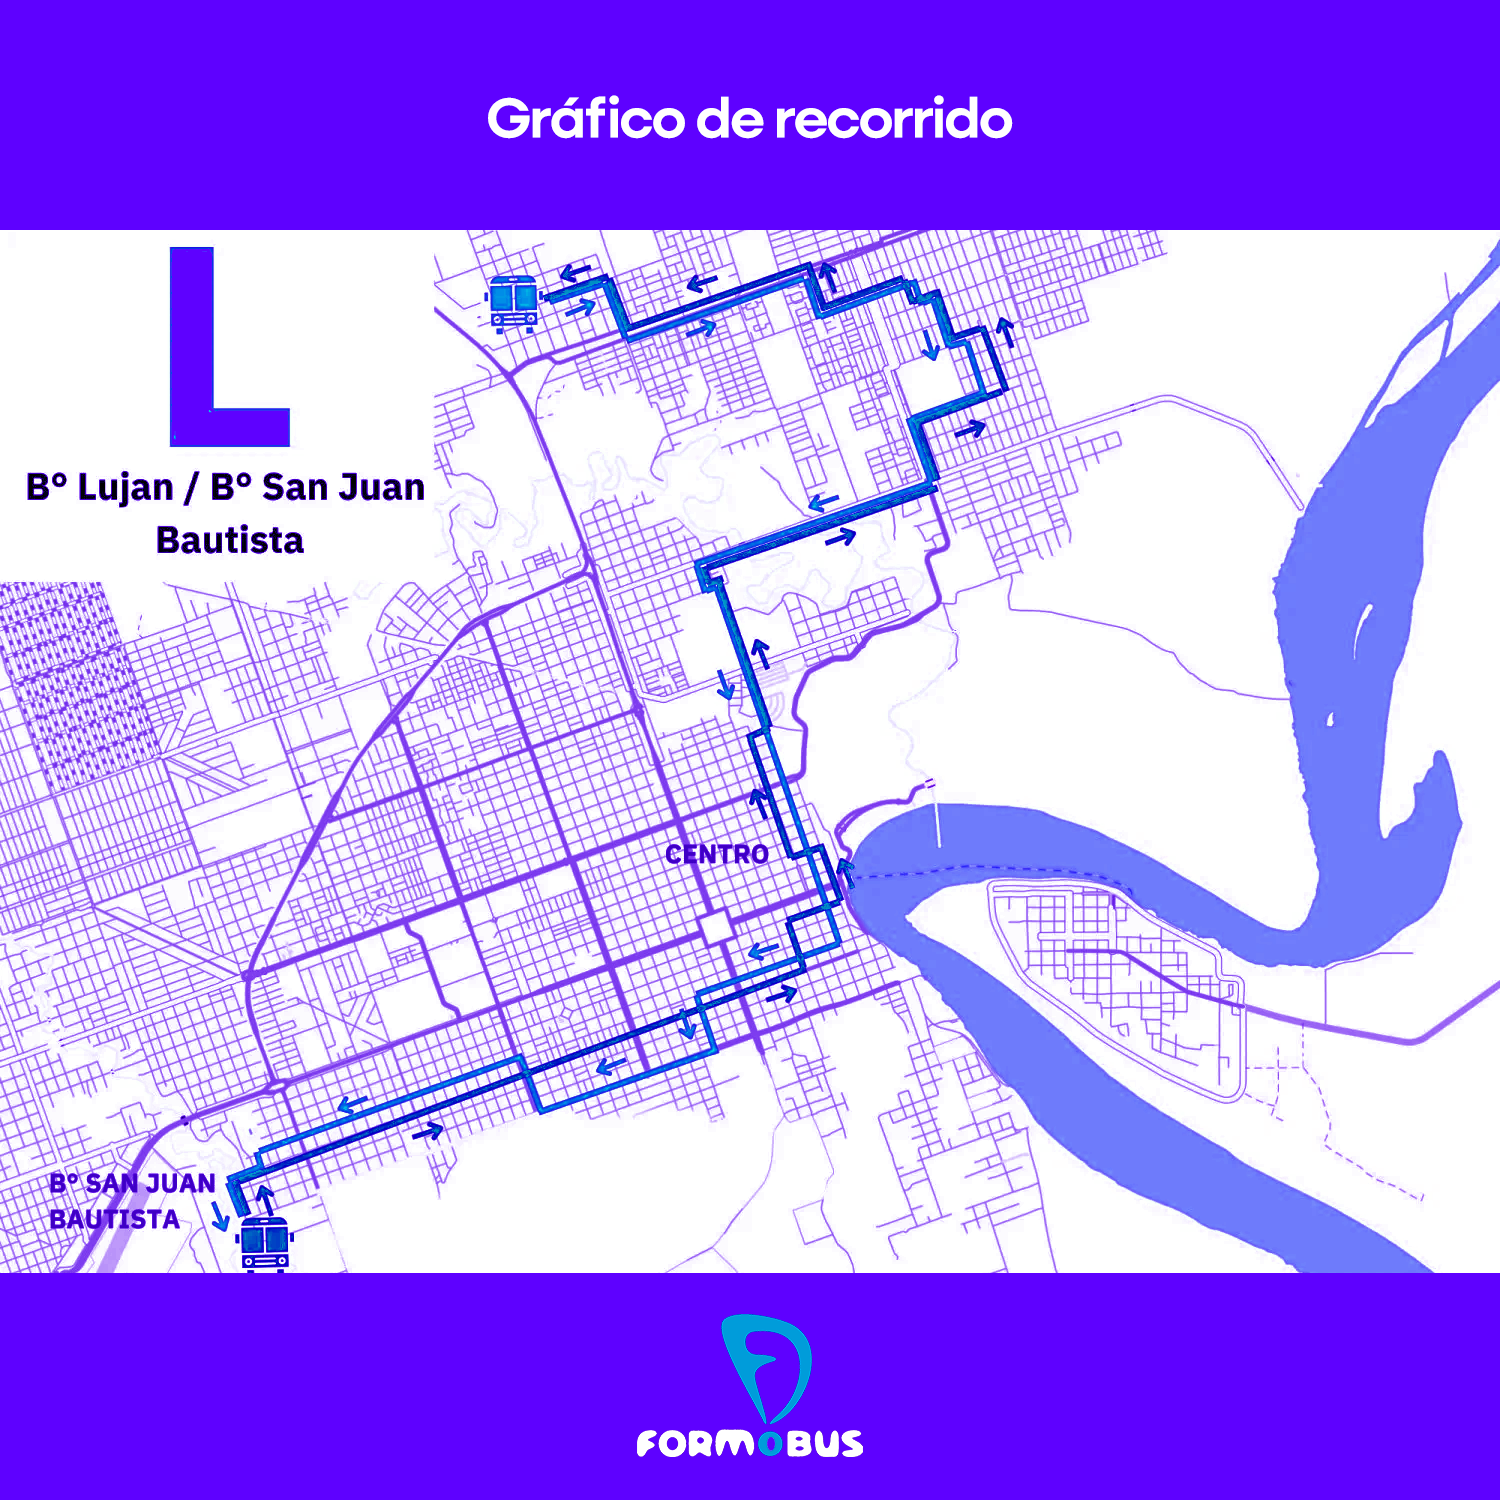 Gráfico de recorrido
L
B° Lujan / B° San Juan
Bautista
CENTRO
B° SAN JUAN
BAUTISTA
FORMOBUS